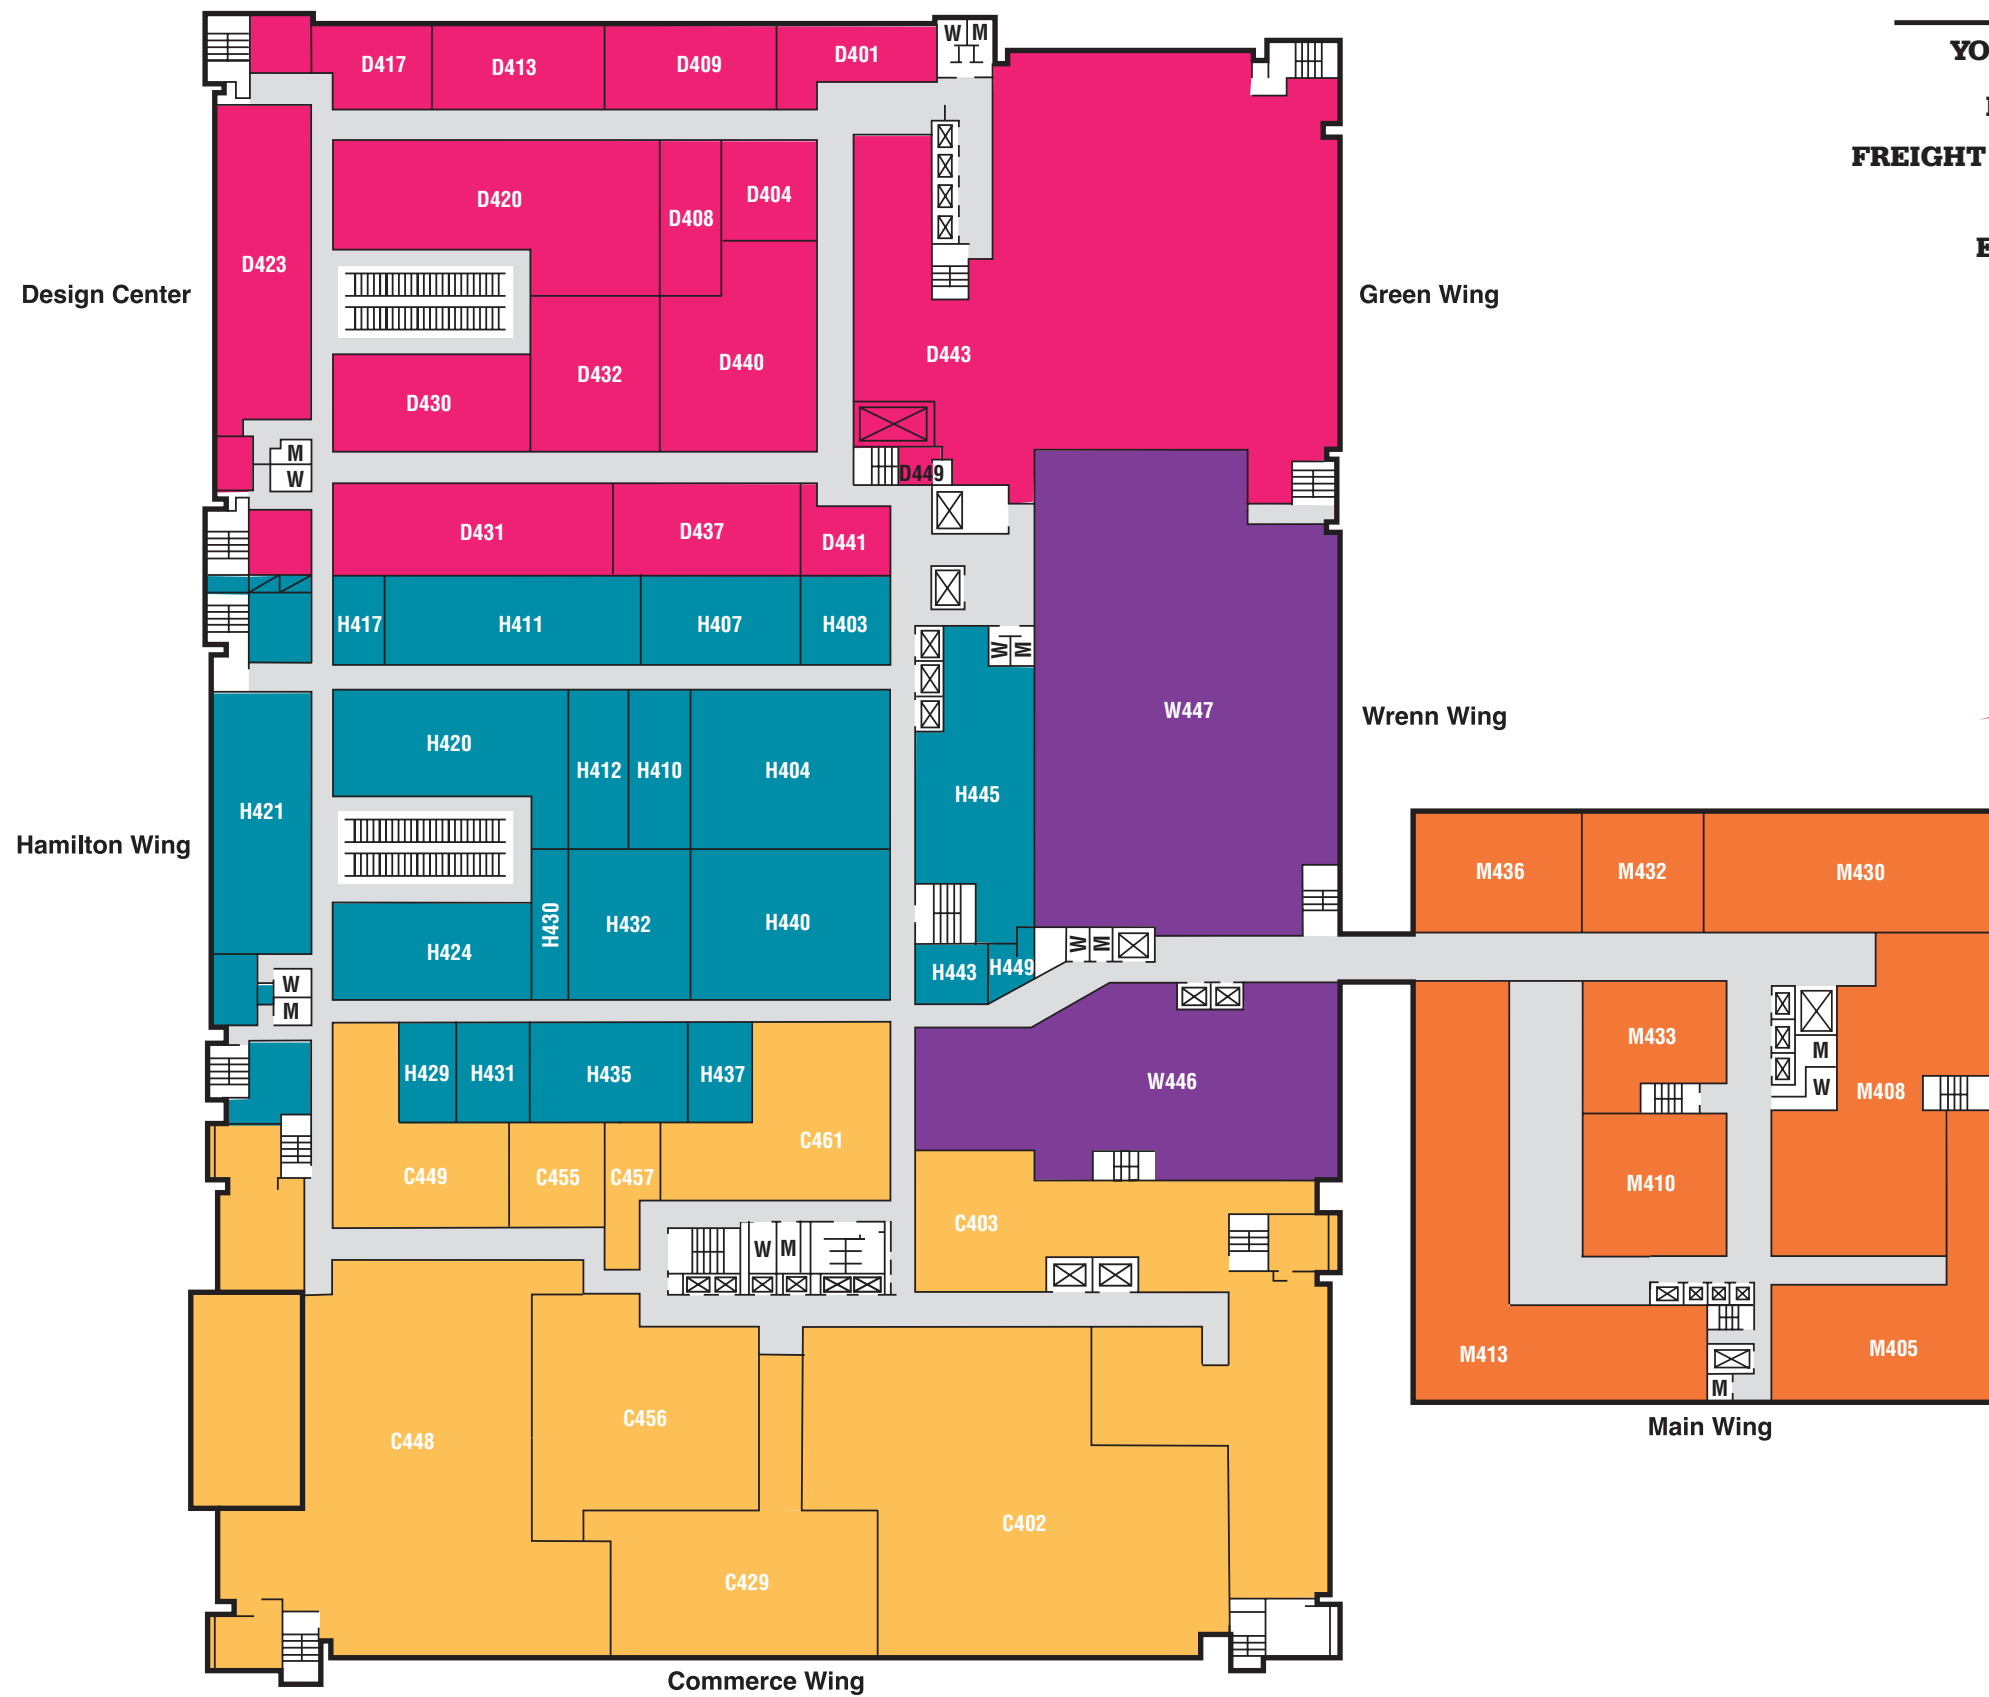 W M
YO
D417 D413 D409 D401
FREIGHT
D420 D408 D404
D423
E
Design Center
Green Wing
D443
D432 D440
D430
M
W
D449
D431 D437 D441
H417 H411 H407 H403
W M
W447
Wrenn Wing
H420 H412 H410 H404
H445
H421
Hamilton Wing
M436 M432 M430
H430 H432 H440
H424
W M
H443 H449
W
M
M433
M
W
M408
H429 H431 H435 H437
W446
C461
C449 C455 C457
M410
C403
W M
M413
M405
M
Main Wing
C456
C448
C402
C429
Commerce Wing